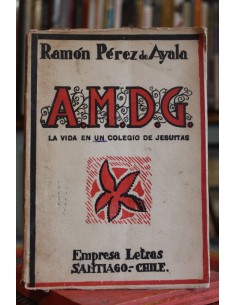 Ramón Pérez de Ayala
A.M.D.G.
LA VIDA EN UN COLEGIO DE JESUITAS
Empresa Letras
SANTIAGO.-CHILE.